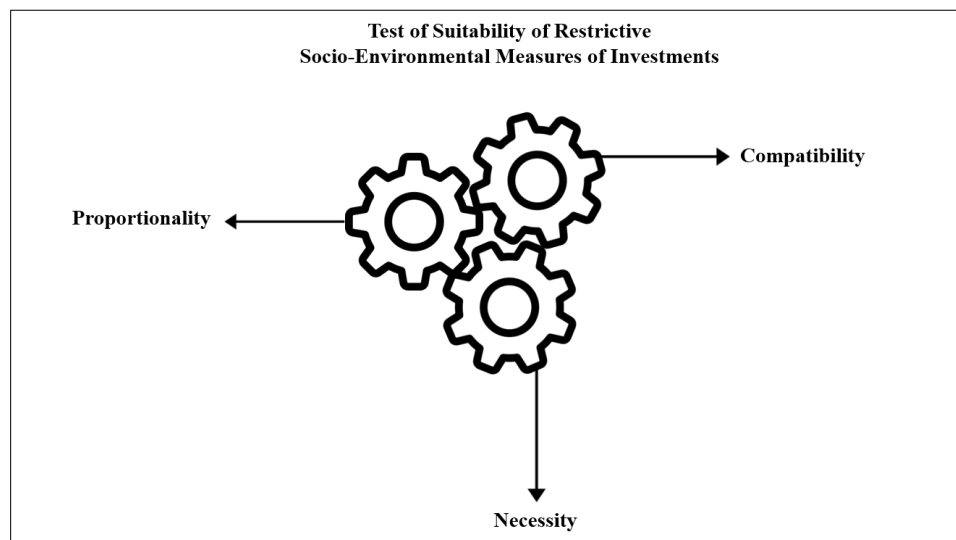 Test of Suitability of Restrictive
Socio-Environmental Measures of Investments
Compatibility
Proportionality
Necessity